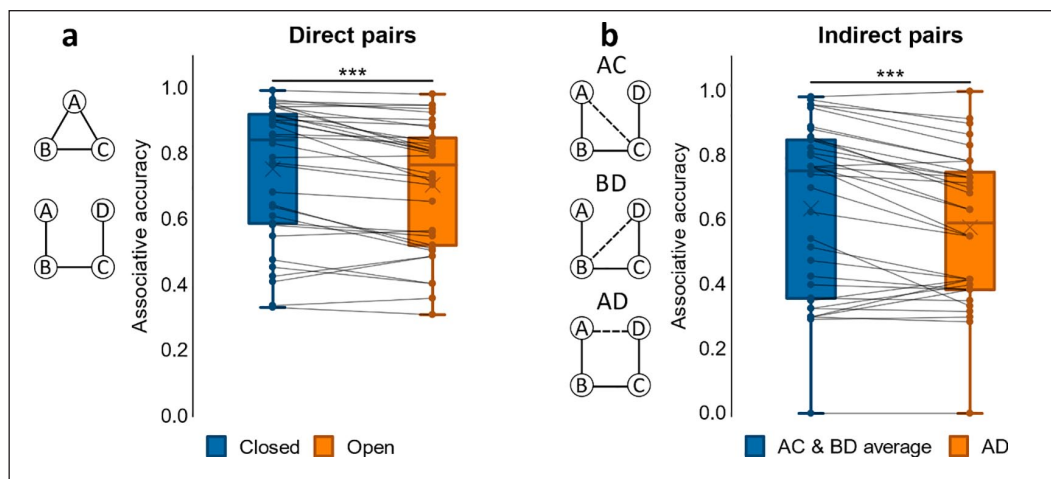 a
Direct pairs
***
Associative accuracy
1.0
0.8
0.6
0.4
0.2
0.0
A
B C
A D
B C
Closed Open
b
Indirect pairs
***
AC
A D
B C
BD
A D
B C
AD
A D
B C
Associative accuracy
1.0
0.8
0.6
0.4
0.2
0.0
AC & BD average AD